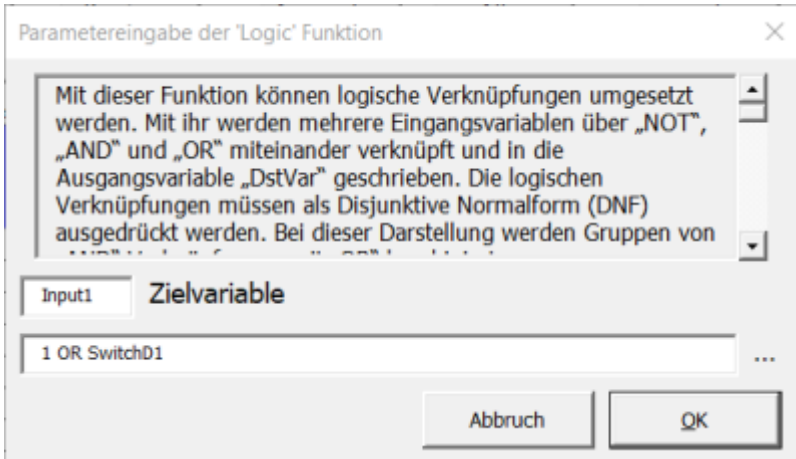 Parametereingabe der 'Logic' Funktion
Mit dieser Funktion können logische Verknüpfungen umgesetzt
werden. Mit ihr werden mehrere Eingangsvariablen über „NOT“,
„AND“ und „OR“ miteinander verknüpft und in die
Ausgangsvariable „DstVar“ geschrieben. Die logischen
Verknüpfungen müssen als Disjunktive Normalform (DNF)
ausgedrückt werden. Bei dieser Darstellung werden Gruppen von
Input1 Zielvariable
1 OR SwitchD1
...
Abbruch OK